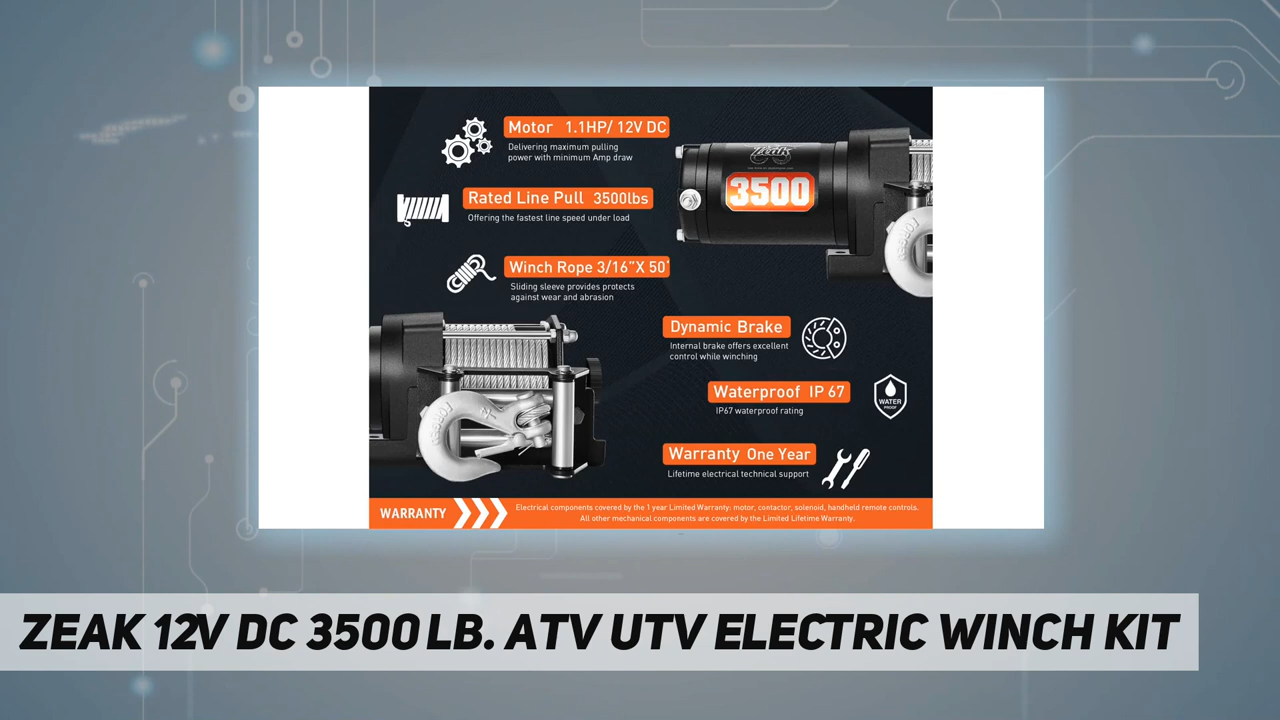 Motor 1.1HP/ 12V DC
Delivering maximum pulling
power with minimum Amp draw
Zeak
3500
Rated Line Pull 3500lbs
Offering the fastest line speed under load
Winch Rope 3/16”X 50'
Sliding sleeve provides protects
against wear and abrasion
Dynamic Brake
Internal brake offers excellent
control while winching
Waterproof IP 67
IP67 waterproof rating
WATER
PROOF
Warranty One Year
Lifetime electrical technical support
WARRANTY
Electrical components covered by the 1 year Limited Warranty: motor, contactor, solenoid, handheld remote controls.
All other mechanical components are covered by the Limited Lifetime Warranty.
ZEAK 12V DC 3500 LB. ATV UTV ELECTRIC WINCH KIT